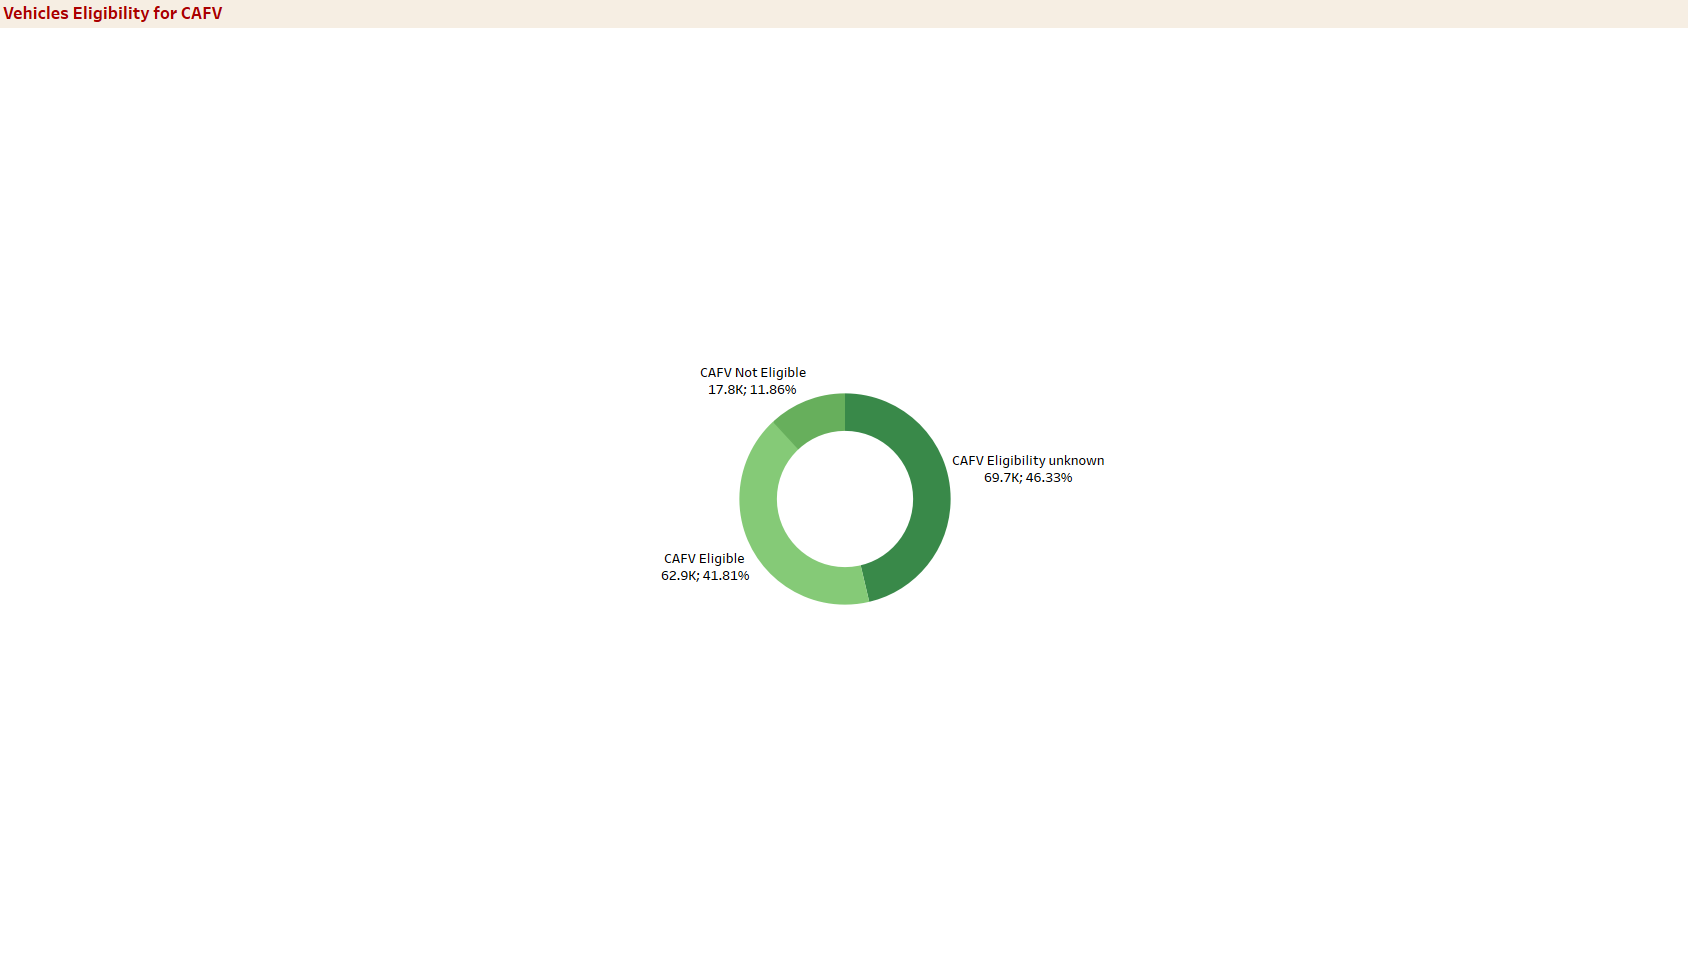 Vehicles Eligibility for CAFV
CAFV Not Eligible
17.8K; 11.86%
CAFV Eligibility unknown
69.7K; 46.33%
CAFV Eligible
62.9K; 41.81%